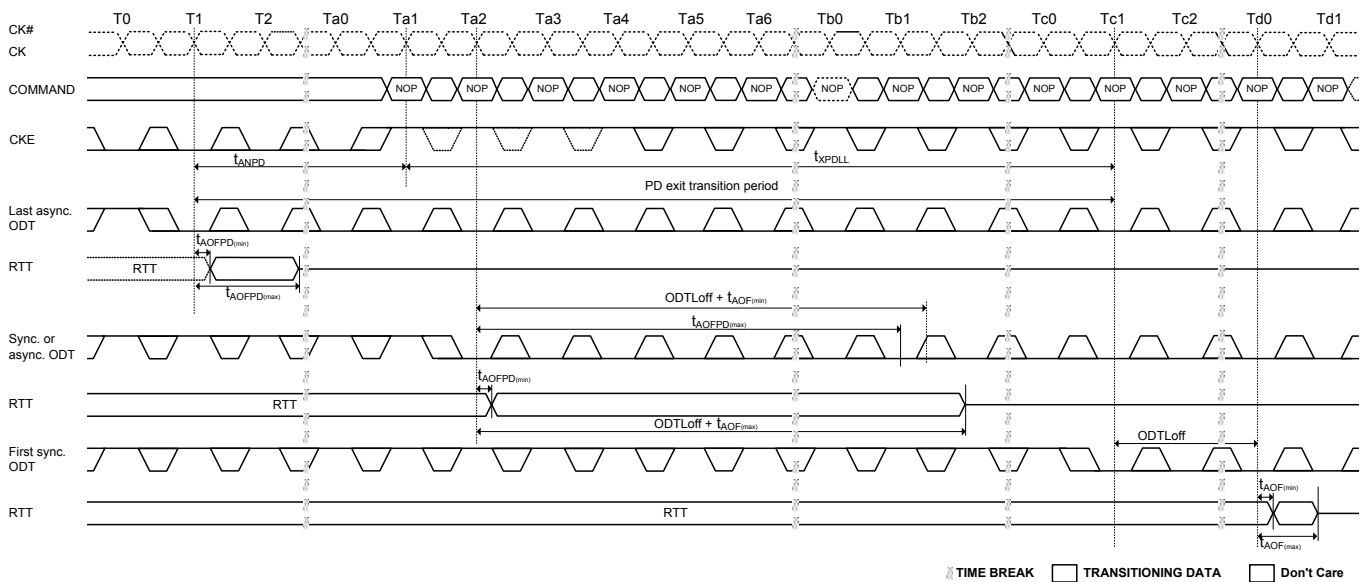 T0 T1 T2 Ta0 Ta1 Ta2 Ta3 Ta4 Ta5 Ta6 Tb0 Tb1 Tb2 Tc0 Tc1 Tc2 Td0 Td1
CK#
CK
COMMAND NOP NOP NOP NOP NOP NOP NOP NOP NOP NOP NOP NOP NOP NOP
CKE
tANPD tXPDLL
PD exit transition period
Last async.
ODT
tAOFPD(min)
RTT RTT
tAOFPD(max)
ODTLoff + tAOF(min)
tAOFPD(max)
Sync. or
async. ODT
tAOFPD(min)
RTT RTT
ODTLoff + tAOF(max)
ODTLoff
First sync.
ODT
tAOF(min)
RTT RTT
tAOF(max)
TIME BREAK TRANSITIONING DATA Don't Care